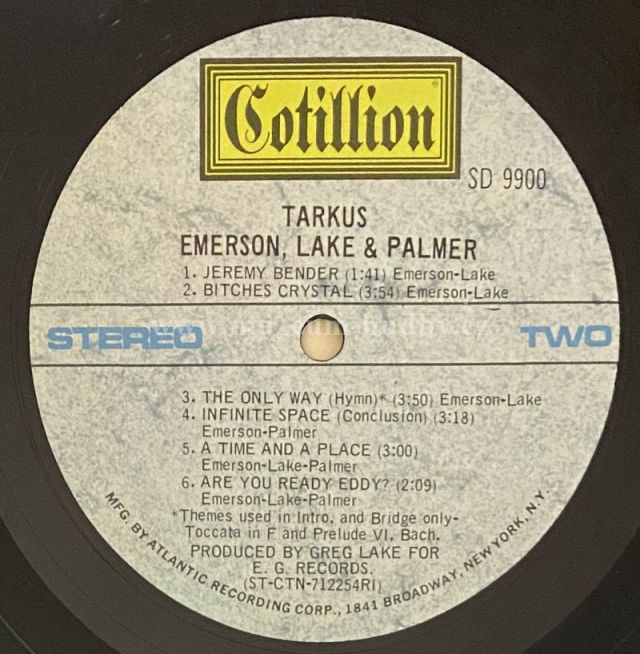 Cotillion
SD 9900
TARKUS
EMERSON, LAKE & PALMER
1. JEREMY BENDER (1:41) Emerson-Lake
2. BITCHES CRYSTAL (3:54) Emerson-Lake
STEREO TWO
3. THE ONLY WAY (Hymn)* (3:50) Emerson-Lake
4. INFINITE SPACE (Conclusion) (3:18)
Emerson-Palmer
5. A TIME AND A PLACE (3:00)
Emerson-Lake-Palmer
6. ARE YOU READY EDDY? (2:09)
Emerson-Lake-Palmer
*Themes used in Intro, and Bridge only-
Toccata in F and Prelude VI, Bach.
PRODUCED BY GREG LAKE FOR
E. G. RECORDS.
(ST-CTN-712254RI)
MFG. BY ATLANTIC RECORDING CORP., 1841 BROADWAY, NEW YORK, N.Y.